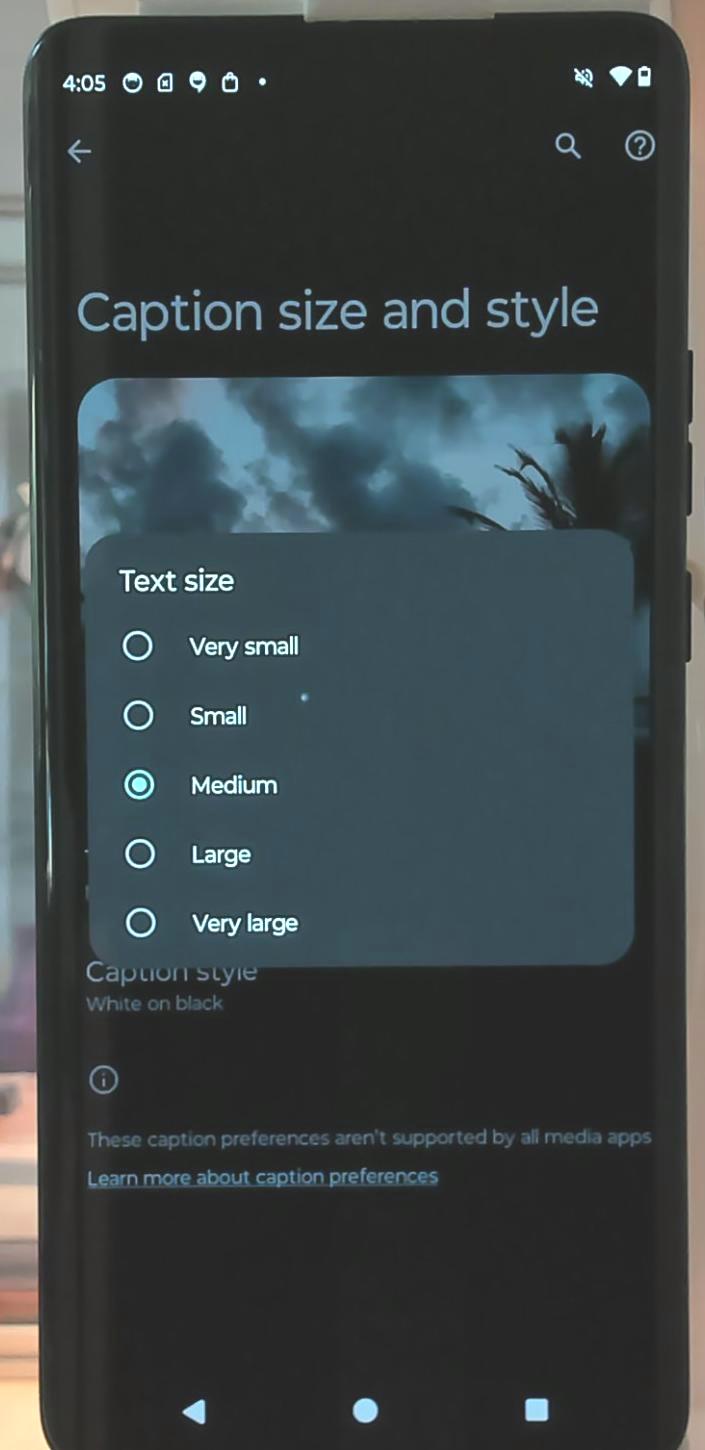 4:05
Caption size and style
Text size
Very small
Small
Medium
Large
Very large
Caption style
White on black
These caption preferences aren't supported by all media apps
Learn more about caption preferences